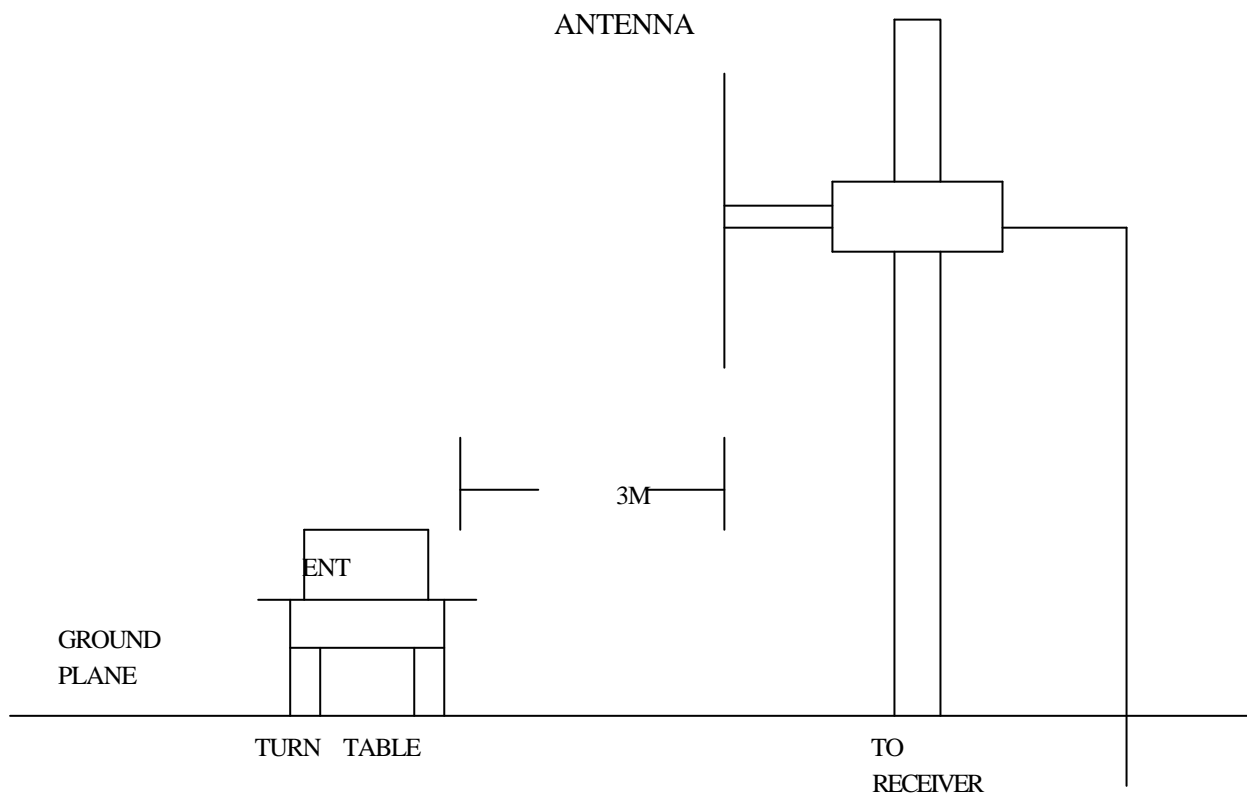 ANTENNA
3M
ENT
GROUND
PLANE
TURN TABLE
TO
RECEIVER